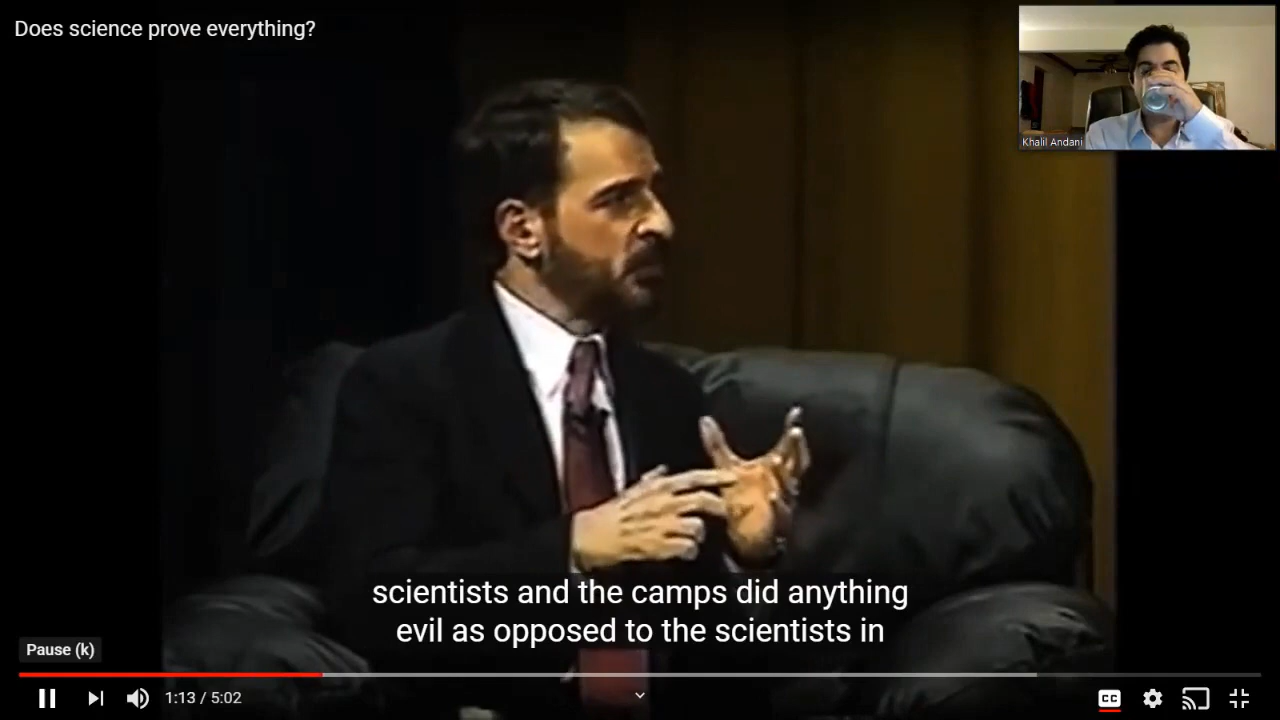 Does science prove everything?
Khalil Andani
scientists and the camps did anything
evil as opposed to the scientists in
Pause (k)
1:13 / 5:02
CC